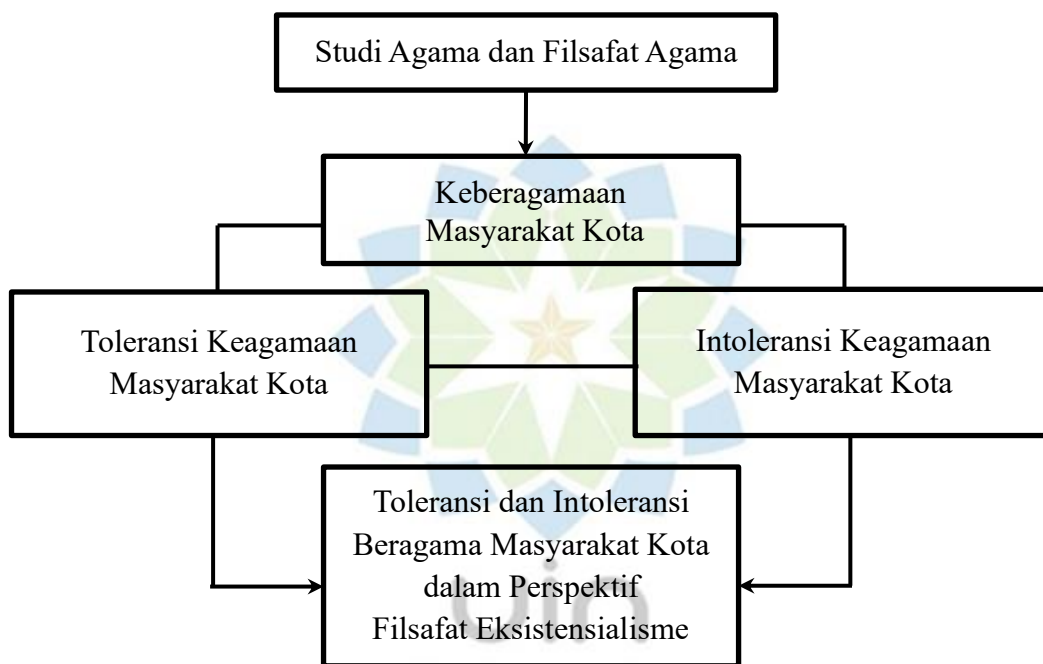 Studi Agama dan Filsafat Agama
Keberagamaan
Masyarakat Kota
Toleransi Keagamaan
Masyarakat Kota
Intoleransi Keagamaan
Masyarakat Kota
Toleransi dan Intoleransi
Beragama Masyarakat Kota
dalam Perspektif
Filsafat Eksistensialisme
uin